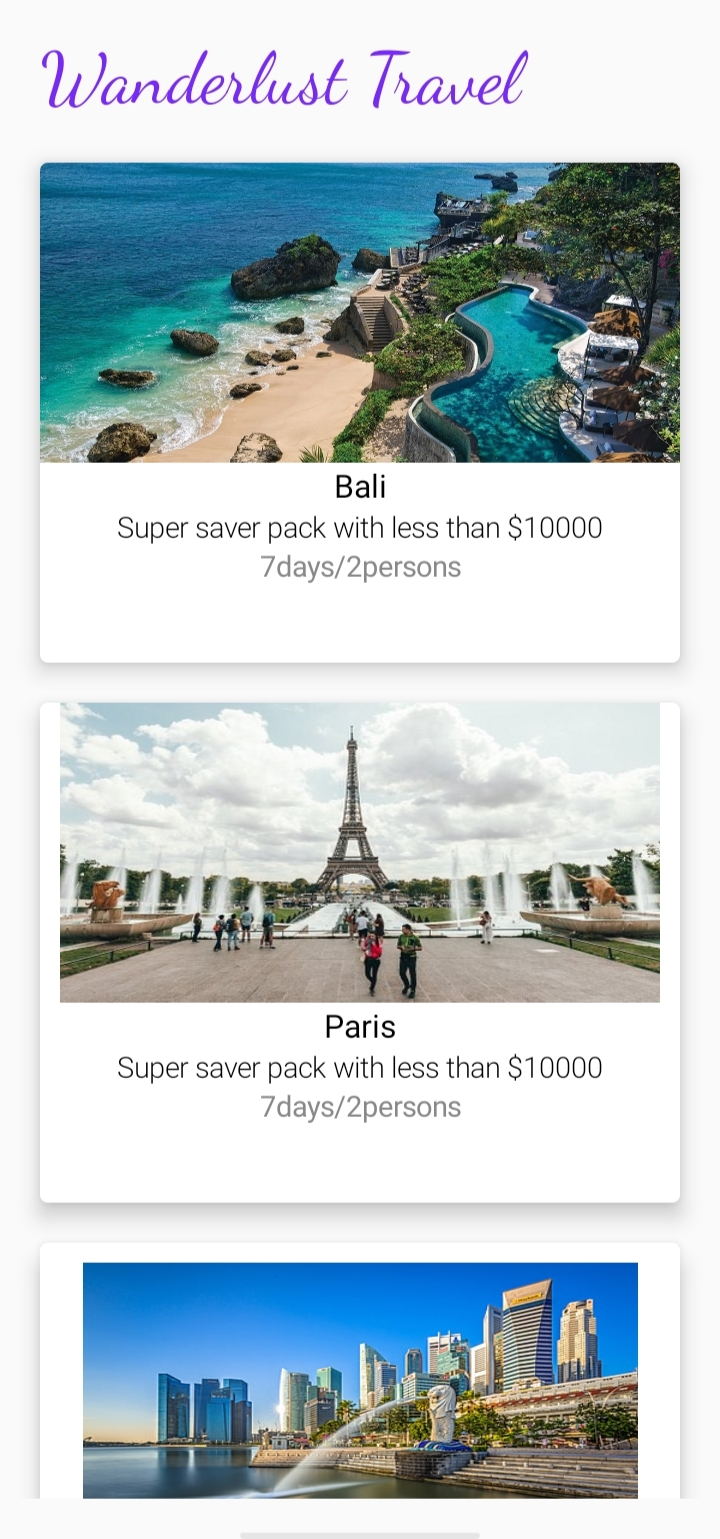 Wanderlust Travel
Bali
Super saver pack with less than $10000
7days/2persons
Paris
Super saver pack with less than $10000
7days/2persons